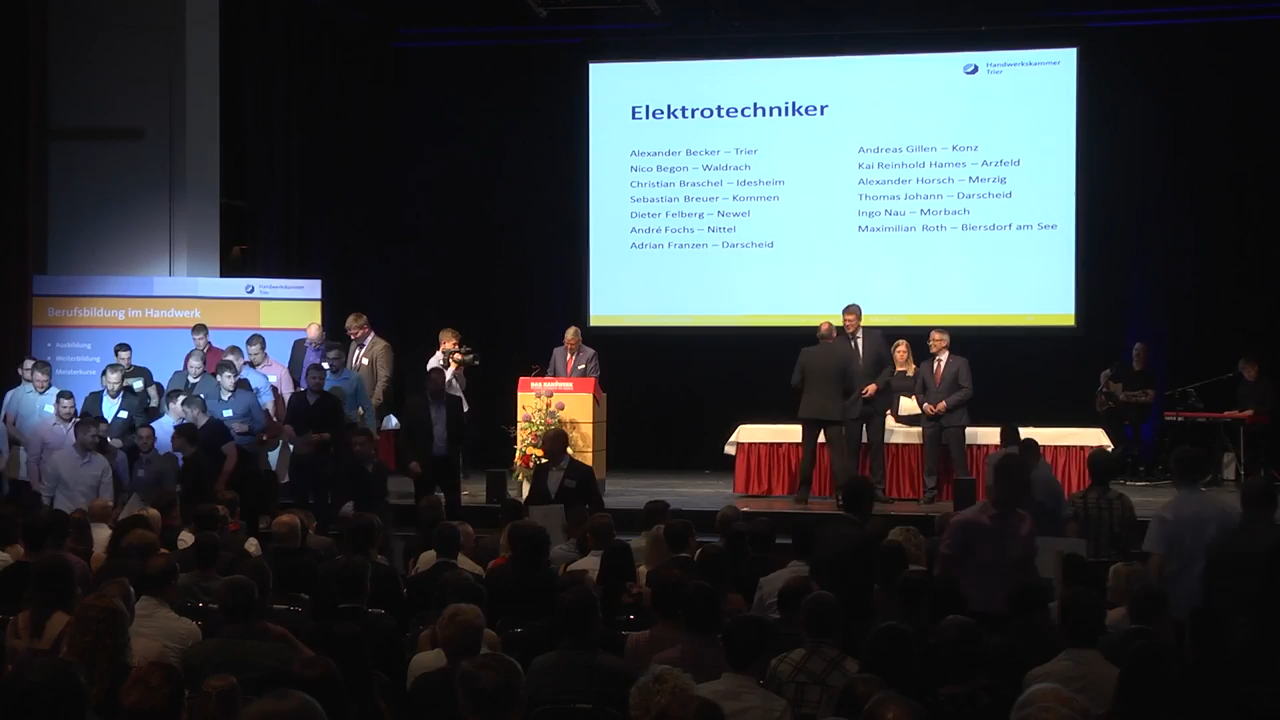 Handwerkskammer
Trier
Elektrotechniker
Alexander Becker – Trier
Nico Begon – Waldrach
Christian Braschel – Idesheim
Sebastian Breuer – Kommen
Dieter Felberg – Newel
André Fochs – Nittel
Adrian Franzen – Darscheid
Andreas Gillen – Konz
Kai Reinhold Hames – Arzfeld
Alexander Horsch – Merzig
Thomas Johann – Darscheid
Ingo Nau – Morbach
Maximilian Roth – Biersdorf am See
Handwerkskammer
Trier
Berufsbildung im Handwerk
Ausbildung
Weiterbildung
Meisterkurse
DAS HANDWERK